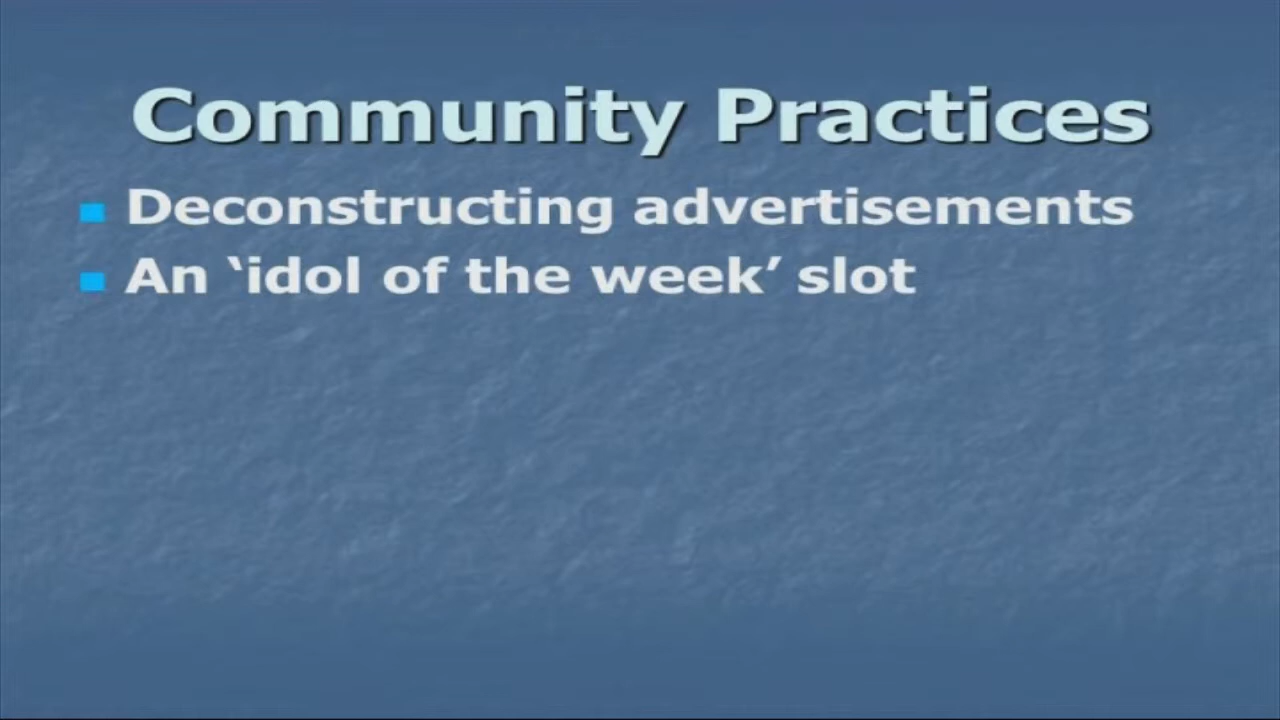 Community Practices
Deconstructing advertisements
An ‘idol of the week’ slot